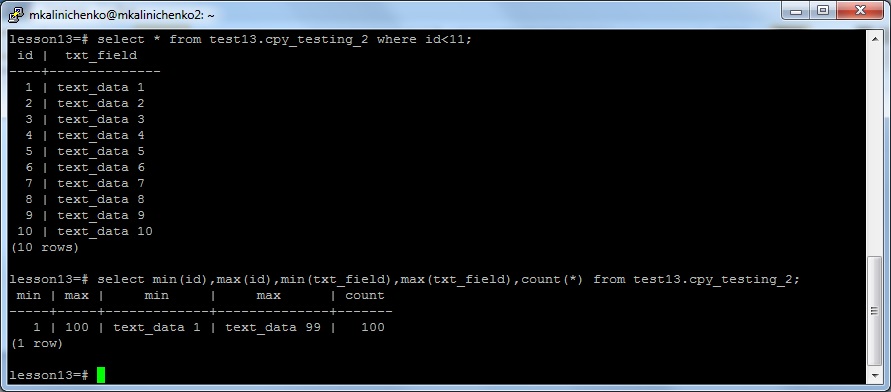 mkalinichenko@mkalinichenko2: ~
lesson13=# select * from test13.cpy_testing_2 where id<11;
 id |  txt_field
----+--------------
  1 | text_data 1
  2 | text_data 2
  3 | text_data 3
  4 | text_data 4
  5 | text_data 5
  6 | text_data 6
  7 | text_data 7
  8 | text_data 8
  9 | text_data 9
 10 | text_data 10
(10 rows)
lesson13=# select min(id),max(id),min(txt_field),max(txt_field),count(*) from test13.cpy_testing_2;
 min | max |     min     |     max      | count
-----+-----+-------------+--------------+-------
   1 | 100 | text_data 1 | text_data 99 |   100
(1 row)
lesson13=#